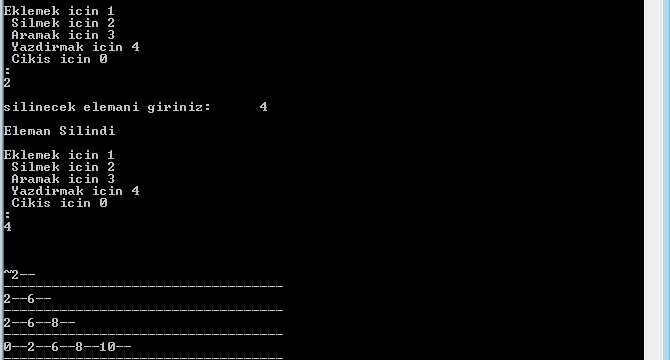 Eklemek icin 1
Silmek icin 2
Aramak icin 3
Yazdirmak icin 4
Cikis icin 0
:
2
silinecek elemani giriniz: 4
Eleman Silindi
Eklemek icin 1
Silmek icin 2
Aramak icin 3
Yazdirmak icin 4
Cikis icin 0
:
4
~2--
-----------------------------------
2--6--
-----------------------------------
2--6--8--
-----------------------------------
0--2--6--8--10--
-----------------------------------